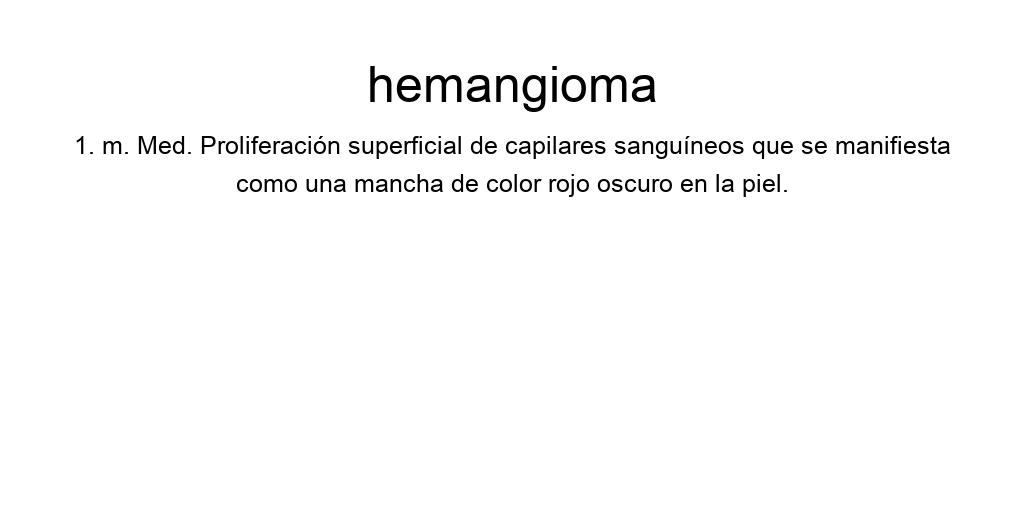 hemangioma
1. m. Med. Proliferación superficial de capilares sanguíneos que se manifiesta
como una mancha de color rojo oscuro en la piel.